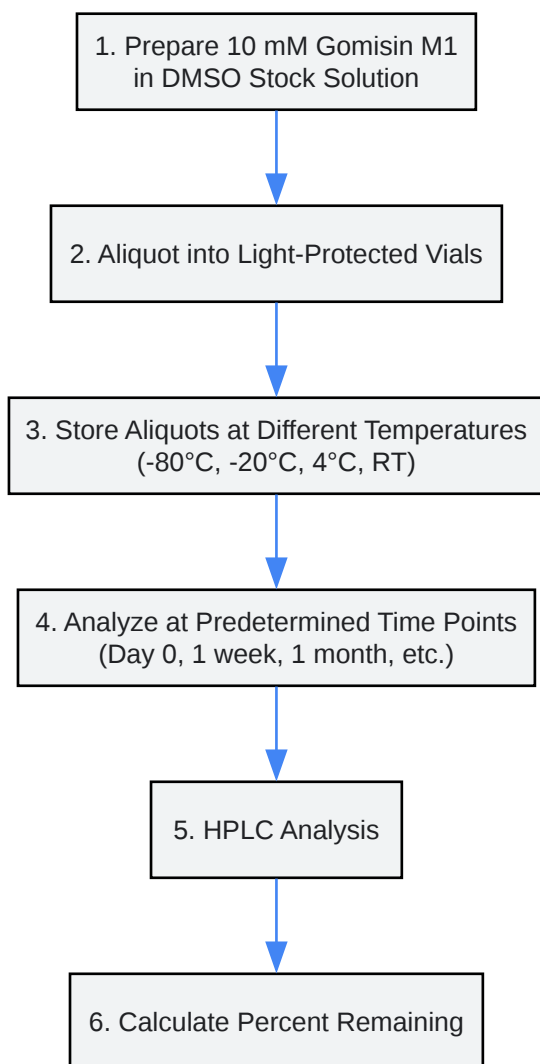 1. Prepare 10 mM Gomisin M1
in DMSO Stock Solution
2. Aliquot into Light-Protected Vials
3. Store Aliquots at Different Temperatures
(-80°C, -20°C, 4°C, RT)
4. Analyze at Predetermined Time Points
(Day 0, 1 week, 1 month, etc.)
5. HPLC Analysis
6. Calculate Percent Remaining